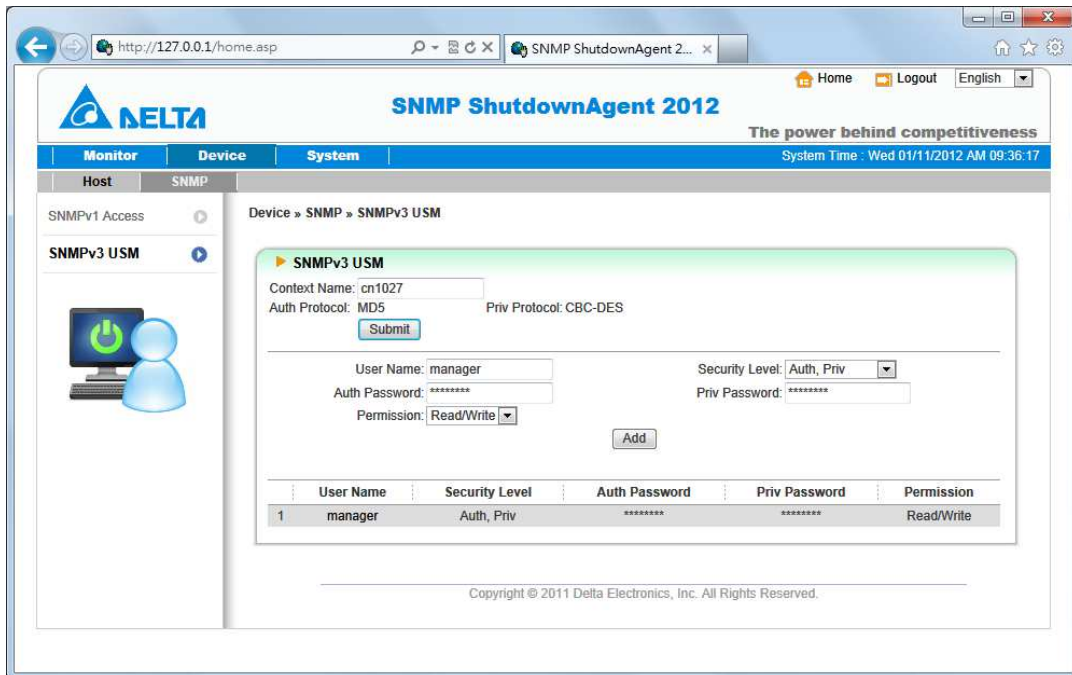 http://127.0.0.1/home.asp
SNMP ShutdownAgent 2...
Home Logout English
DELTA
SNMP ShutdownAgent 2012
The power behind competitiveness
Monitor Device System System Time : Wed 01/11/2012 AM 09:36:17
Host SNMP
SNMPv1 Access
SNMPv3 USM
Device » SNMP » SNMPv3 USM
SNMPv3 USM
Context Name: cn1027
Auth Protocol: MD5 Priv Protocol: CBC-DES
Submit
User Name: manager Security Level: Auth, Priv
Auth Password: ******** Priv Password: ********
Permission: Read/Write
Add
User Name Security Level Auth Password Priv Password Permission
1 manager Auth, Priv ******** ******** Read/Write
Copyright © 2011 Delta Electronics, Inc. All Rights Reserved.